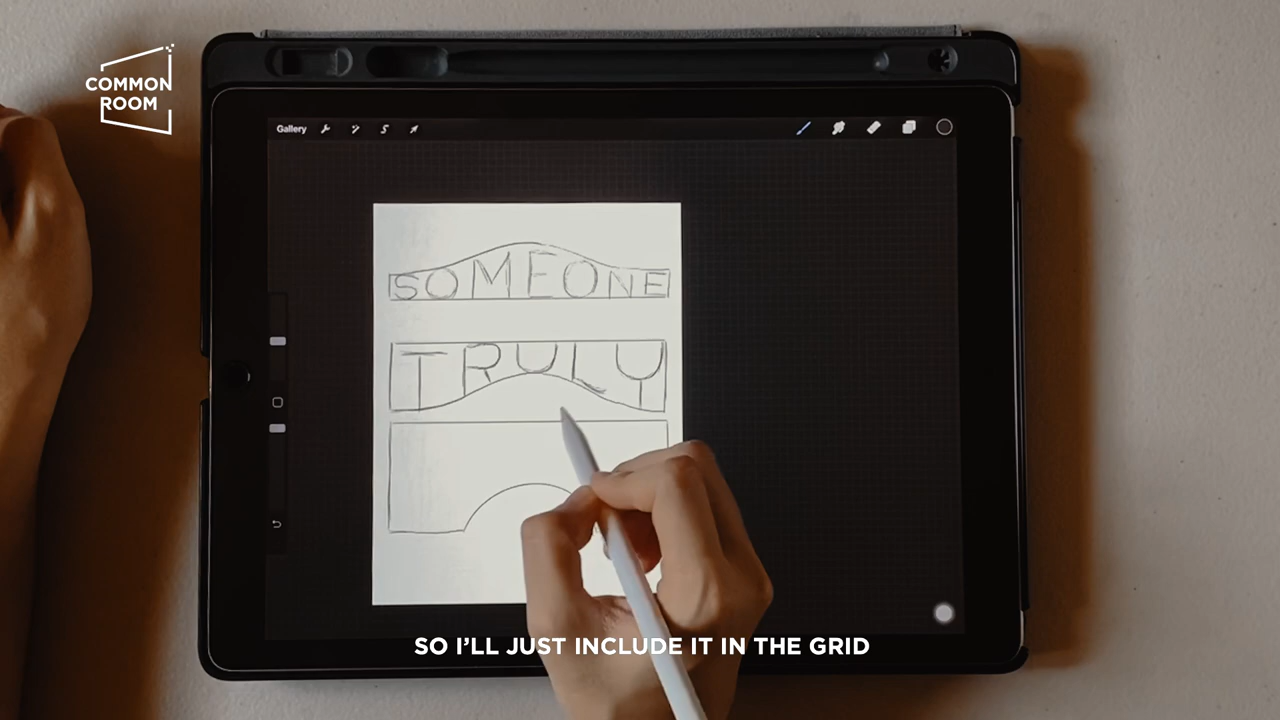 COMMON
ROOM
Gallery
SOMEONE
TRULY
SO I'LL JUST INCLUDE IT IN THE GRID